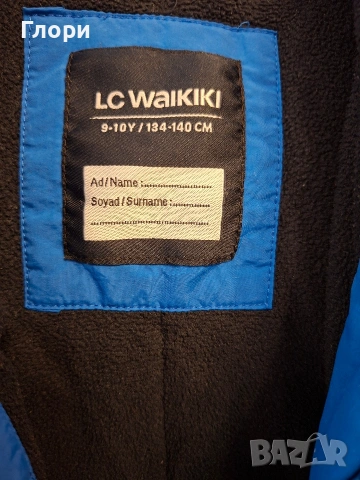 Глори
LC WAIKIKI
9-10Y / 134-140 CM
Ad/Name :........................
Soyad/Surname :.............
..........................................
BAZAR